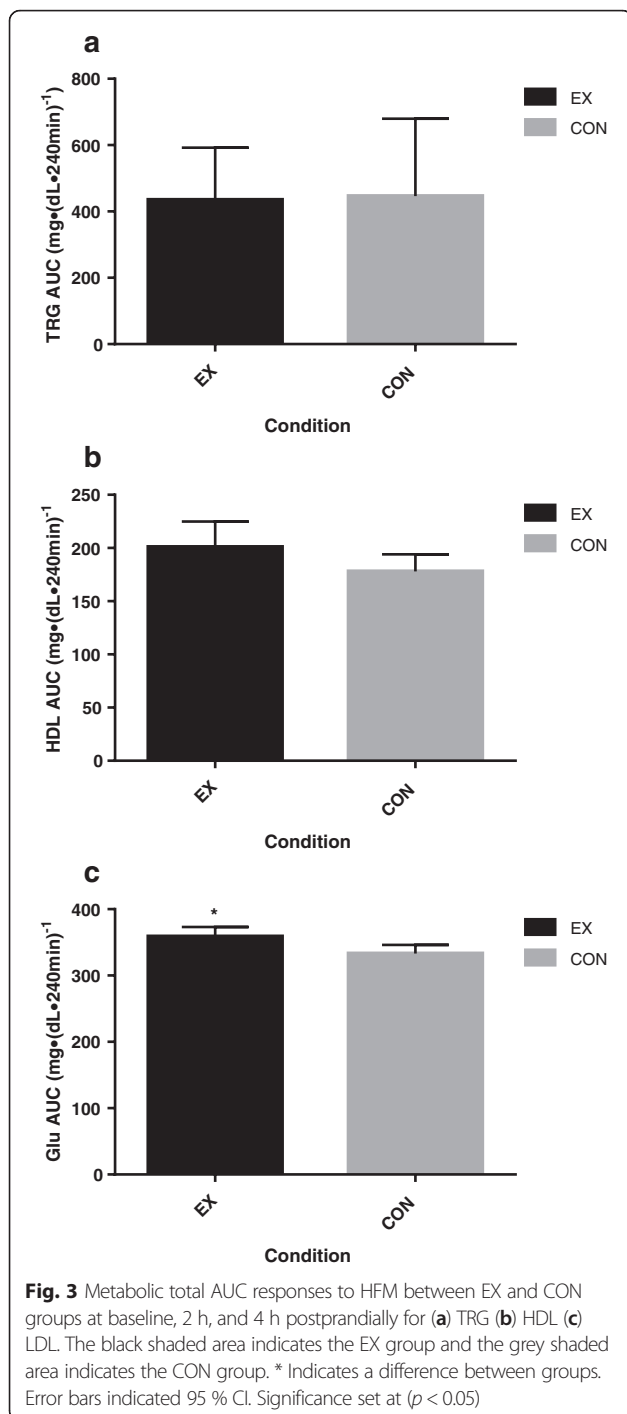 a
800
600
400
200
0
TRG AUC (mg•(dL•240min)⁻¹)
EX
CON
EX
CON
Condition
b
250
200
150
100
50
0
HDL AUC (mg•(dL•240min)⁻¹
EX
CON
EX
CON
Condition
c
400
300
200
100
0
Glu AUC (mg•(dL•240min)⁻¹
*
EX
CON
EX
CON
Condition
Fig. 3 Metabolic total AUC responses to HFM between EX and CON
groups at baseline, 2 h, and 4 h postprandially for (a) TRG (b) HDL (c)
LDL. The black shaded area indicates the EX group and the grey shaded
area indicates the CON group. * Indicates a difference between groups.
Error bars indicated 95 % CI. Significance set at (p < 0.05)